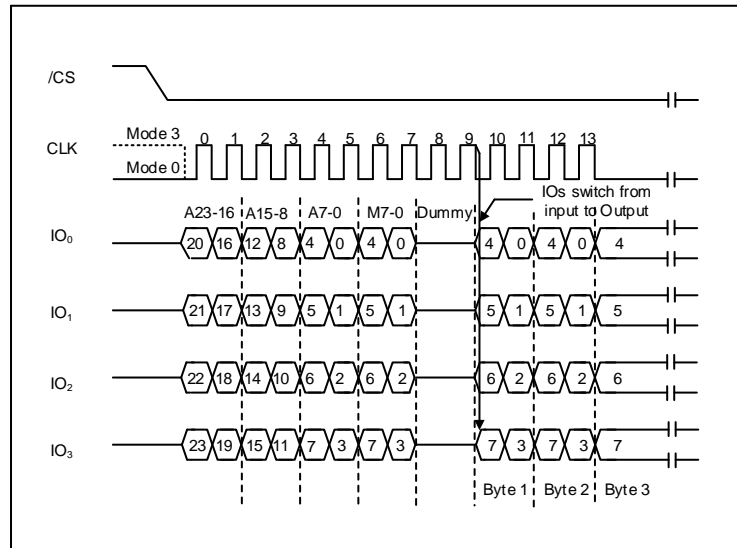 /CS
CLK Mode 3 0 1 2 3 4 5 6 7 8 9 10 11 12 13
Mode 0
IOs switch from
input to Output
A23-16 A15-8 A7-0 M7-0 Dummy
IO0 20 16 12 8 4 0 4 0 4 0 4 0 4
IO1 21 17 13 9 5 1 5 1 5 1 5 1 5
IO2 22 18 14 10 6 2 6 2 6 2 6 2 6
IO3 23 19 15 11 7 3 7 3 7 3 7 3 7
Byte 1 Byte 2 Byte 3